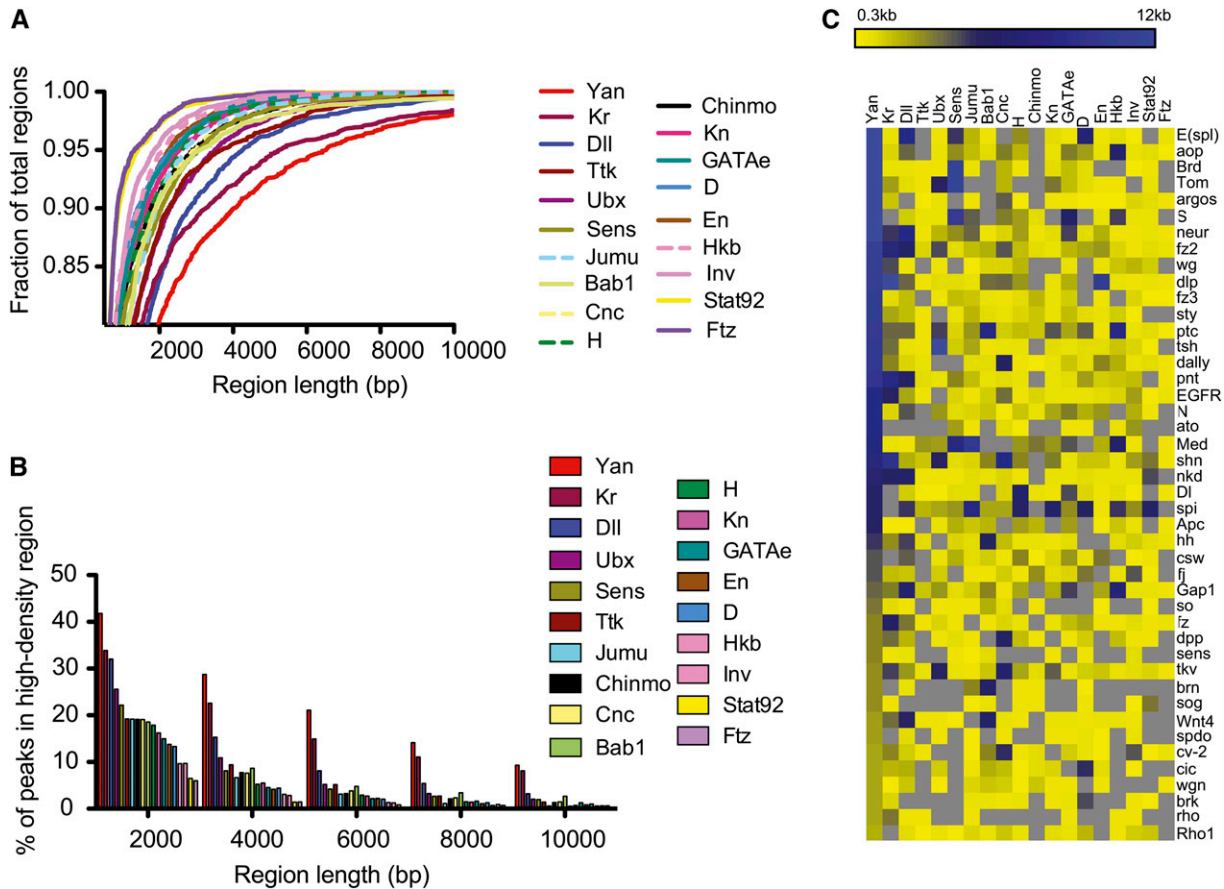 A
Fraction of total regions
1.00
0.95
0.90
0.85
2000 4000 6000 8000 10000
Region length (bp)
Yan
Kr
Dll
Ttk
Ubx
Sens
Jumu
Bab1
Cnc
H
Chinmo
Kn
GATAe
D
En
Hkb
Inv
Stat92
Ftz
B
% of peaks in high-density region
50
40
30
20
10
0
2000 4000 6000 8000 10000
Region length (bp)
Yan
Kr
Dll
Ubx
Sens
Ttk
Jumu
Chinmo
Cnc
Bab1
H
Kn
GATAe
En
D
Hkb
Inv
Stat92
Ftz
C
0.3kb 12kb
Yan
Kr
Dll
Ttk
Ubx
Sens
Jumu
Bab1
Cnc
H
Chinmo
Kn
GATAe
D
En
Hkb
Inv
Stat92
Ftz
E(spl)
aop
Brd
Tom
argos
S
neur
fz2
wg
dlp
fz3
sty
ptc
tsh
dally
pnt
EGFR
N
ato
Med
shn
nkd
Dl
spi
Apc
hh
csw
fj
Gap1
so
fz
dpp
sens
tkv
brn
sog
Wnt4
spdo
cv-2
cic
wgn
brk
rho
Rho1